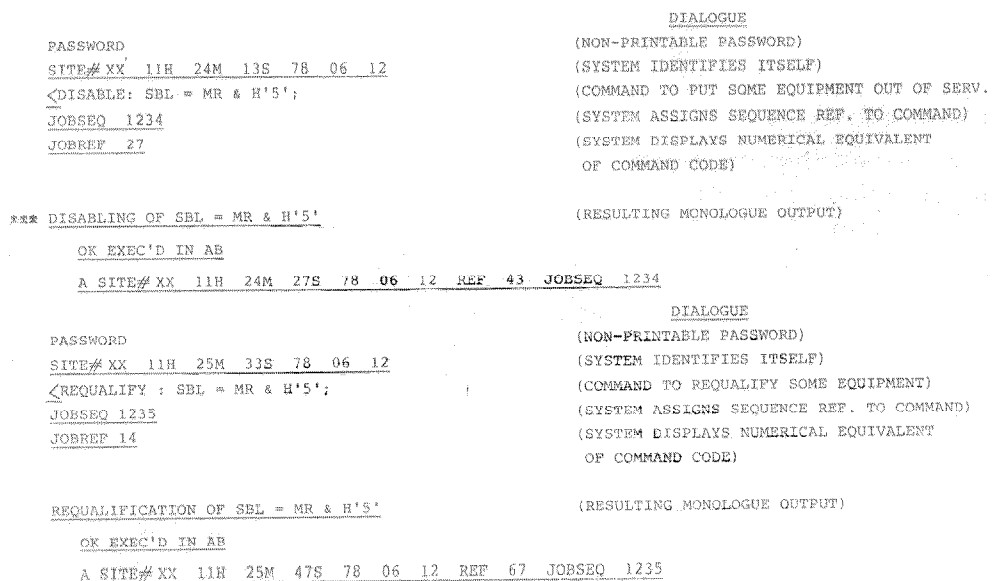 DIALOGUE
PASSWORD (NON-PRINTABLE PASSWORD)
SITE# XX 11H 24M 13S 78 06 12 (SYSTEM IDENTIFIES ITSELF)
<DISABLE: SBL = MR & H'5'; (COMMAND TO PUT SOME EQUIPMENT OUT OF SERV.
JOBSEQ 1234 (SYSTEM ASSIGNS SEQUENCE REF. TO COMMAND)
JOBREF 27 (SYSTEM DISPLAYS NUMERICAL EQUIVALENT
OF COMMAND CODE)
*** DISABLING OF SBL = MR & H'5' (RESULTING MONOLOGUE OUTPUT)
OK EXEC'D IN AB
A SITE# XX 11H 24M 27S 78 06 12 REF 43 JOBSEQ 1234
DIALOGUE
PASSWORD (NON-PRINTABLE PASSWORD)
SITE# XX 11H 25M 33S 78 06 12 (SYSTEM IDENTIFIES ITSELF)
<REQUALIFY : SBL = MR & H'5'; (COMMAND TO REQUALIFY SOME EQUIPMENT)
JOBSEQ 1235 (SYSTEM ASSIGNS SEQUENCE REF. TO COMMAND)
JOBREF 14 (SYSTEM DISPLAYS NUMERICAL EQUIVALENT
OF COMMAND CODE)
REQUALIFICATION OF SBL = MR & H'5' (RESULTING MONOLOGUE OUTPUT)
OK EXEC'D IN AB
A SITE# XX 11H 25M 47S 78 06 12 REF 67 JOBSEQ 1235